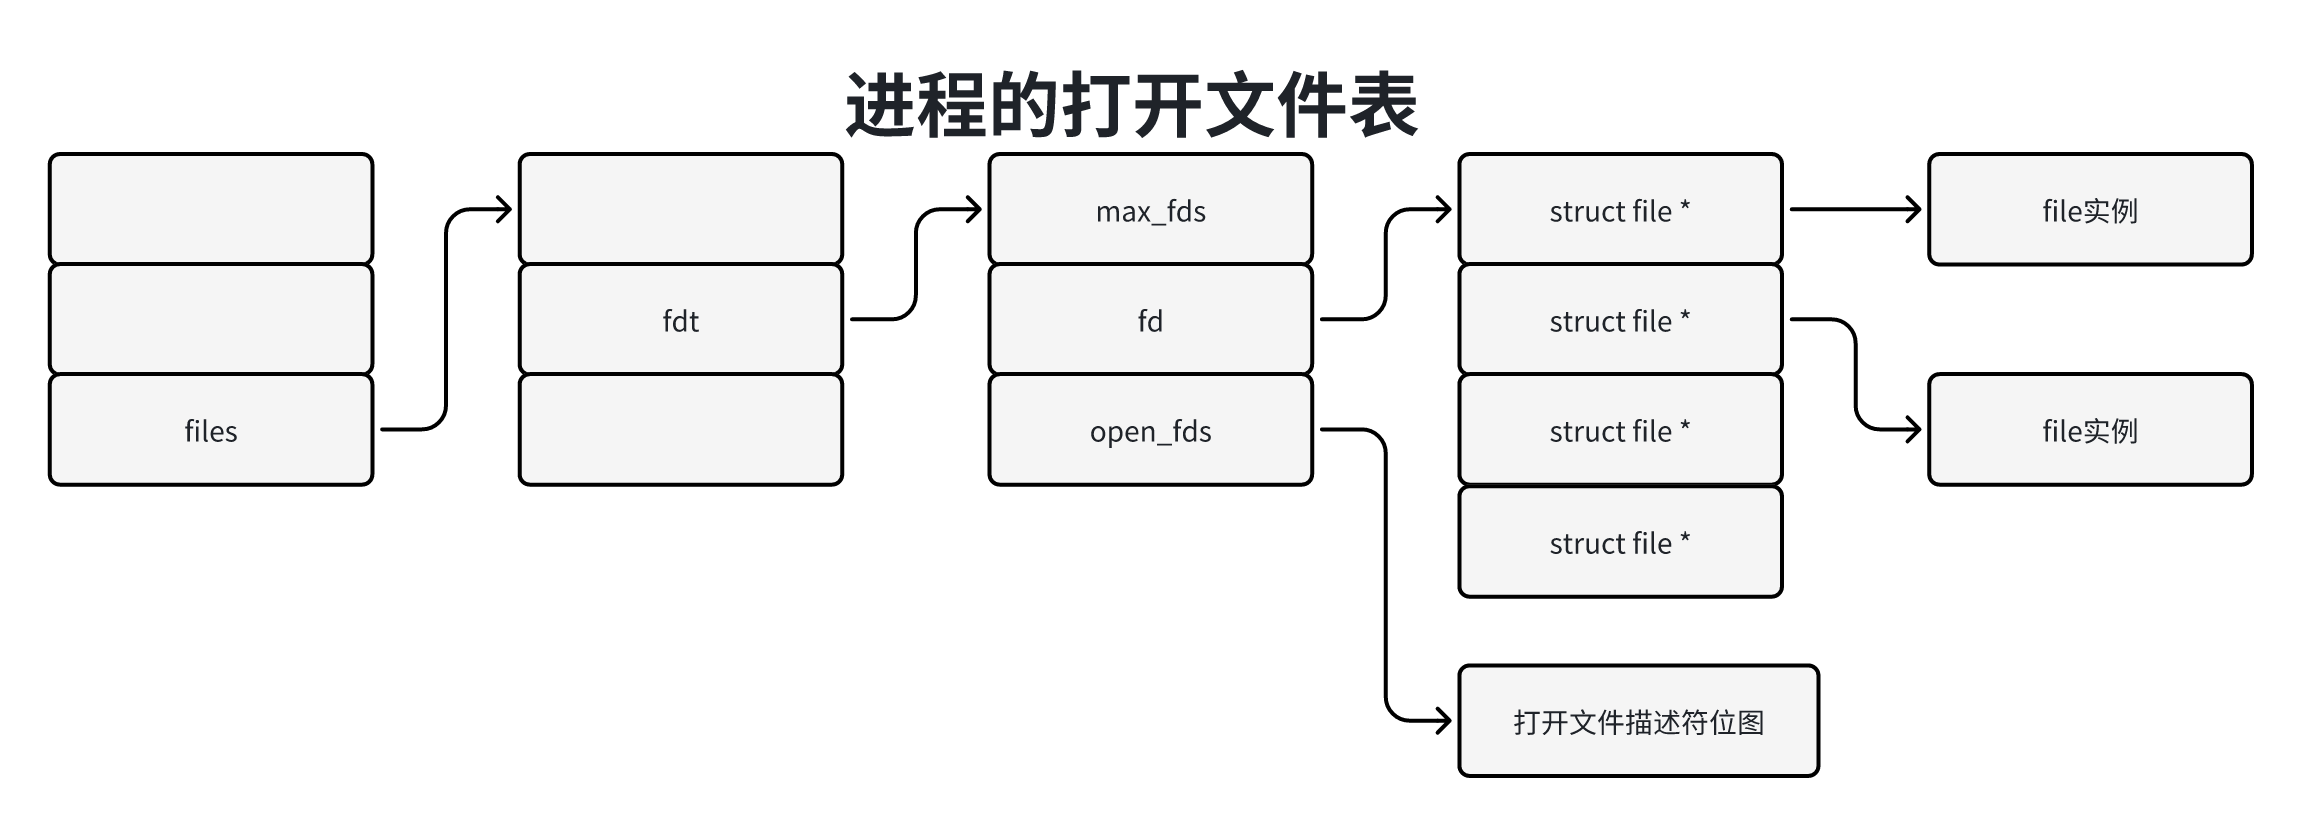 进程的打开文件表
files
fdt
max_fds
fd
open_fds
struct file *
struct file *
struct file *
struct file *
打开文件描述符位图
file实例
file实例